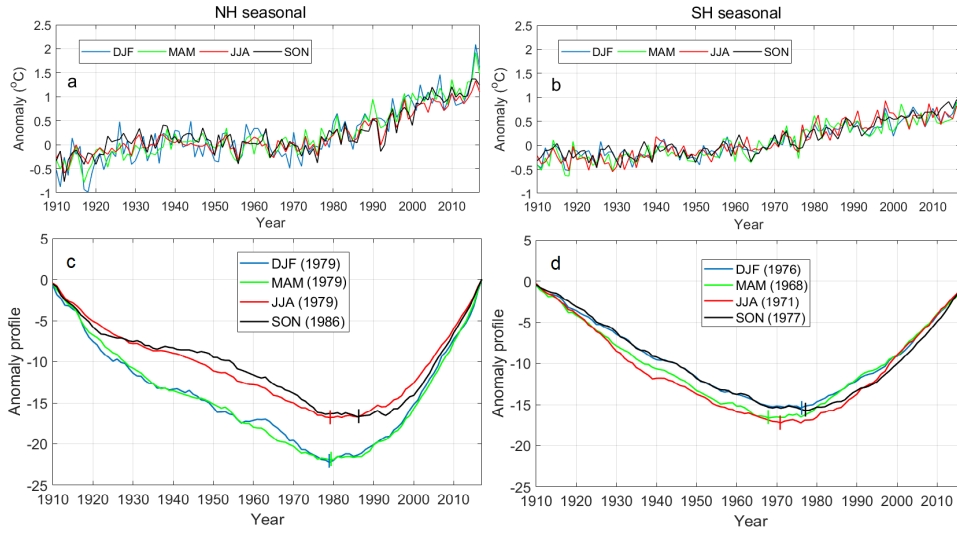 NH seasonal
SH seasonal
2.5
2
1.5
1
0.5
0
-0.5
-1
Anomaly (°C)
DJF MAM JJA SON
a
1910 1920 1930 1940 1950 1960 1970 1980 1990 2000 2010
Year
2.5
2
1.5
1
0.5
0
-0.5
-1
Anomaly (°C)
DJF MAM JJA SON
b
1910 1920 1930 1940 1950 1960 1970 1980 1990 2000 2010
Year
5
0
-5
-10
-15
-20
-25
Anomaly profile
c
DJF (1979)
MAM (1979)
JJA (1979)
SON (1986)
1910 1920 1930 1940 1950 1960 1970 1980 1990 2000 2010
Year
5
0
-5
-10
-15
-20
-25
Anomaly profile
d
DJF (1976)
MAM (1968)
JJA (1971)
SON (1977)
1910 1920 1930 1940 1950 1960 1970 1980 1990 2000 2010
Year